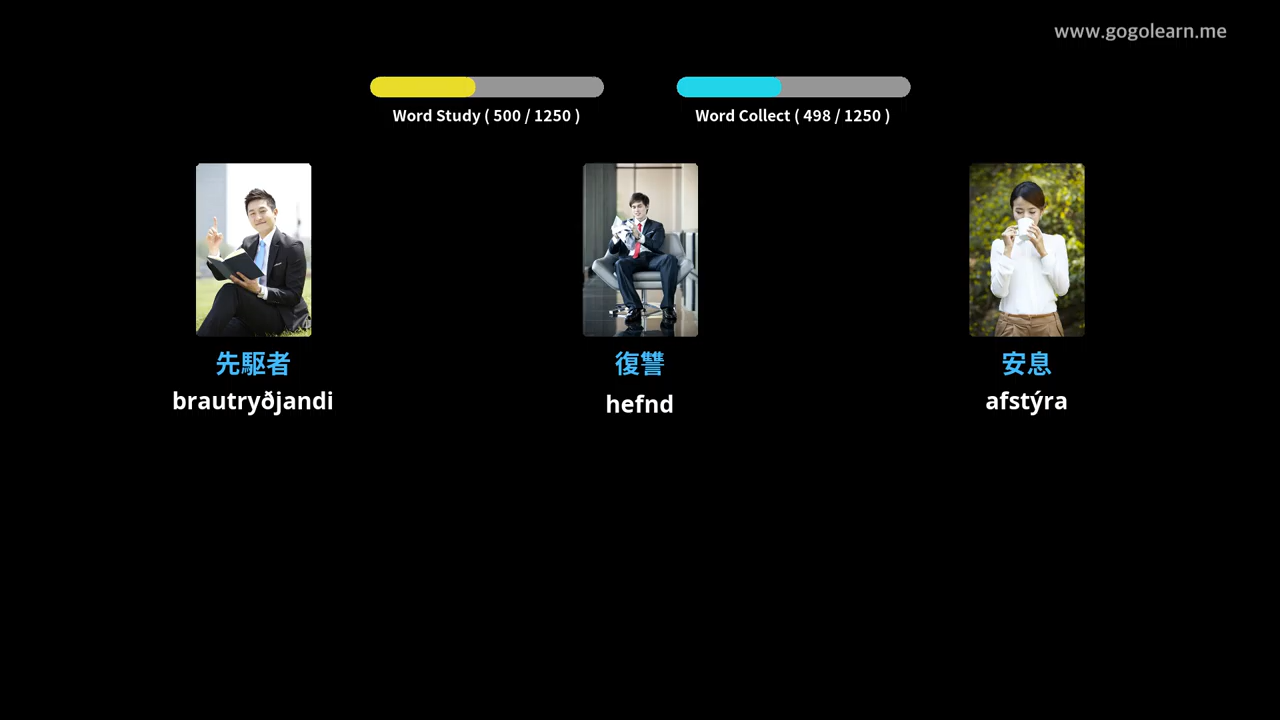 www.gogolearn.me
Word Study ( 500 / 1250 )
Word Collect ( 498 / 1250 )
先駆者
復讐
安息
brautryðjandi
hefnd
afstýra